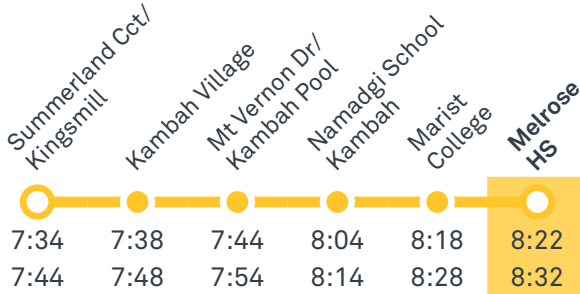 Summerland Cct/
Kingsmill
Kambah Village
Mt Vernon Dr/
Kambah Pool
Namadgi School
Kambah
Marist
College
Melrose
HS
7:34 7:38 7:44 8:04 8:18 8:22
7:44 7:48 7:54 8:14 8:28 8:32